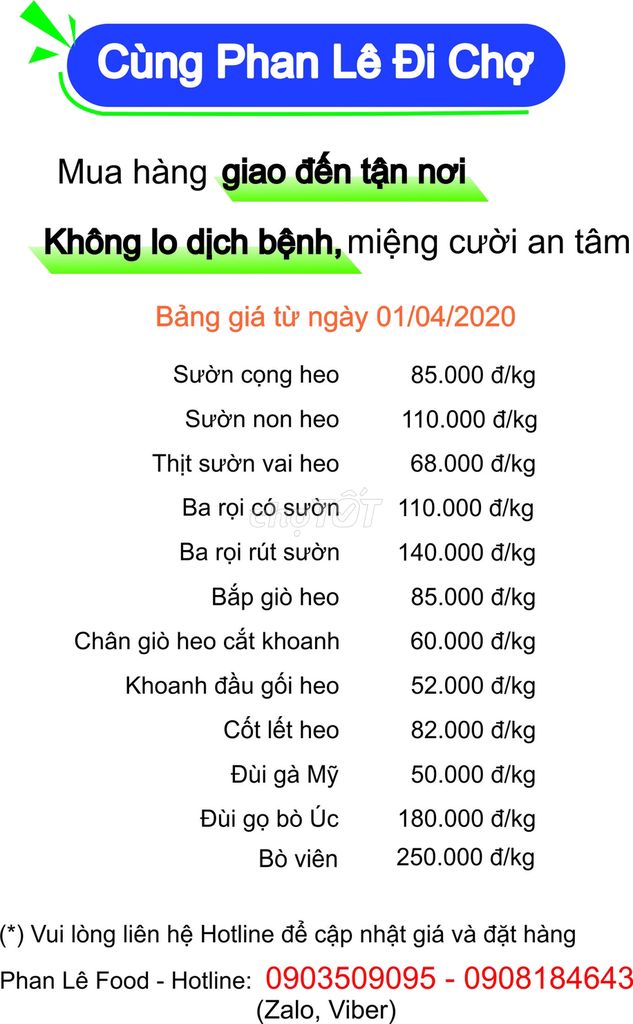 Cùng Phan Lê Đi Chợ
Mua hàng giao đến tận nơi
Không lo dịch bệnh, miệng cười an tâm
Bảng giá từ ngày 01/04/2020
Sườn cọng heo 85.000 đ/kg
Sườn non heo 110.000 đ/kg
Thịt sườn vai heo 68.000 đ/kg
Ba rọi có sườn 110.000 đ/kg
chợTỐT
Ba rọi rút sườn 140.000 đ/kg
Bắp giò heo 85.000 đ/kg
Chân giò heo cắt khoanh 60.000 đ/kg
Khoanh đầu gối heo 52.000 đ/kg
Cốt lết heo 82.000 đ/kg
Đùi gà Mỹ 50.000 đ/kg
Đùi gọ bò Úc 180.000 đ/kg
Bò viên 250.000 đ/kg
(*) Vui lòng liên hệ Hotline để cập nhật giá và đặt hàng
Phan Lê Food - Hotline: 0903509095 - 0908184643
(Zalo, Viber)